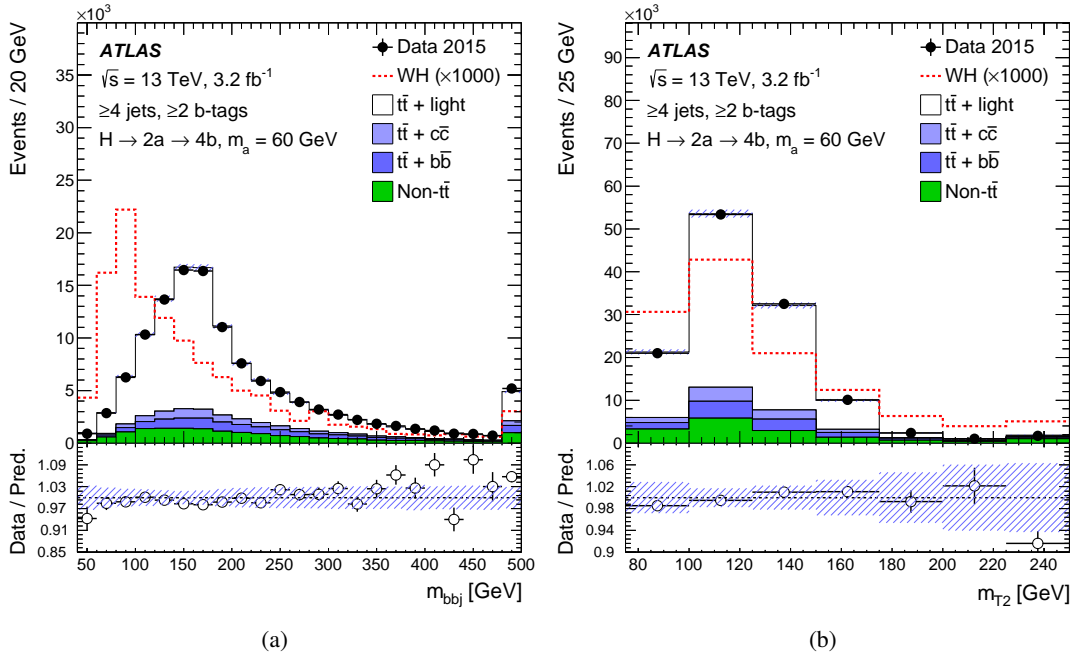 ×10³
Events / 20 GeV
35
30
25
20
15
10
5
0
ATLAS
√s = 13 TeV, 3.2 fb⁻¹
≥4 jets, ≥2 b-tags
H → 2a → 4b, mₐ = 60 GeV
Data 2015
WH (×1000)
tt̄ + light
tt̄ + cc̄
tt̄ + bb̄
Non-tt̄
Data / Pred.
1.09
1.03
0.97
0.91
0.85
50 100 150 200 250 300 350 400 450 500
m_bbj [GeV]
(a)
×10³
Events / 25 GeV
90
80
70
60
50
40
30
20
10
0
ATLAS
√s = 13 TeV, 3.2 fb⁻¹
≥4 jets, ≥2 b-tags
H → 2a → 4b, mₐ = 60 GeV
Data 2015
WH (×1000)
tt̄ + light
tt̄ + cc̄
tt̄ + bb̄
Non-tt̄
Data / Pred.
1.06
1.02
0.98
0.94
0.9
80 100 120 140 160 180 200 220 240
m_T2 [GeV]
(b)